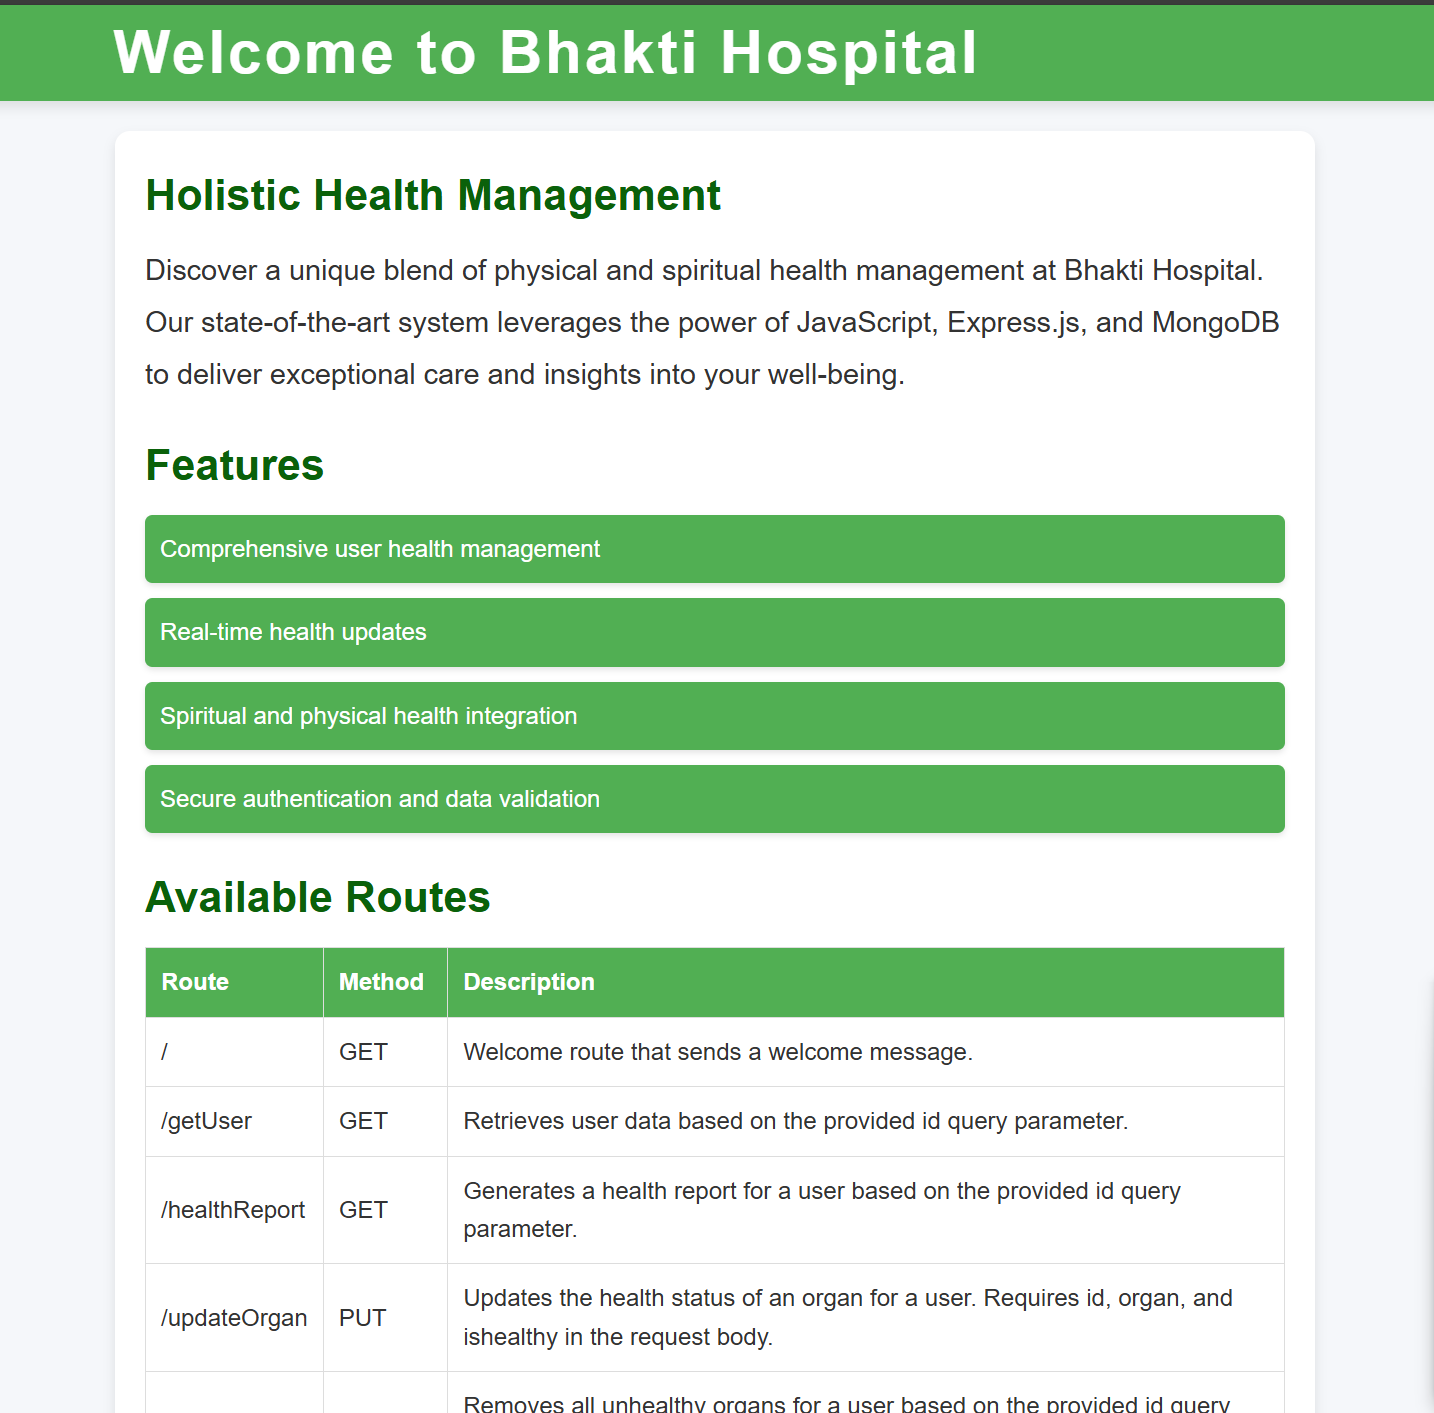 Welcome to Bhakti Hospital
Holistic Health Management
Discover a unique blend of physical and spiritual health management at Bhakti Hospital.
Our state-of-the-art system leverages the power of JavaScript, Express.js, and MongoDB
to deliver exceptional care and insights into your well-being.
Features
Comprehensive user health management
Real-time health updates
Spiritual and physical health integration
Secure authentication and data validation
Available Routes
Route Method Description
/ GET Welcome route that sends a welcome message.
/getUser GET Retrieves user data based on the provided id query parameter.
/healthReport GET Generates a health report for a user based on the provided id query
parameter.
/updateOrgan PUT Updates the health status of an organ for a user. Requires id, organ, and
ishealthy in the request body.
Removes all unhealthy organs for a user based on the provided id query